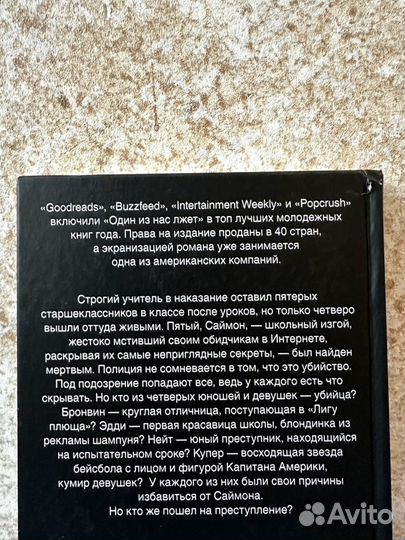 «Goodreads», «Buzzfeed», «Intertainment Weekly» и «Popcrush»
включили «Один из нас лжет» в топ лучших молодежных
книг года. Права на издание проданы в 40 стран,
а экранизацией романа уже занимается
одна из американских компаний.
Строгий учитель в наказание оставил пятерых
старшеклассников в классе после уроков, но только четверо
вышли оттуда живыми. Пятый, Саймон, — школьный изгой,
жестоко мстивший своим обидчикам в Интернете,
раскрывая их самые неприглядные секреты, — был найден
мертвым. Полиция не сомневается в том, что это убийство.
Под подозрение попадают все, ведь у каждого есть что
скрывать. Но кто из четверых юношей и девушек — убийца?
Бронвин — круглая отличница, поступающая в «Лигу
плюща»? Эдди — первая красавица школы, блондинка из
рекламы шампуня? Нейт — юный преступник, находящийся
на испытательном сроке? Купер — восходящая звезда
бейсбола с лицом и фигурой Капитана Америки,
кумир девушек? У каждого из них были свои причины
избавиться от Саймона.
Но кто же пошел на преступление?
Avito